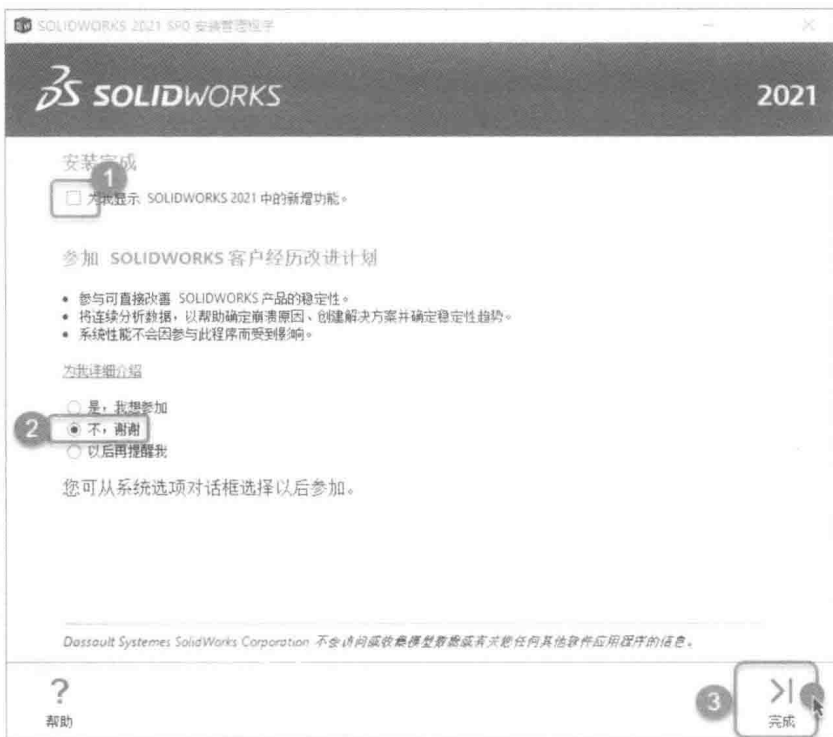 SOLIDWORKS 2021 SP0 安装管理程序
3S SOLIDWORKS
2021
安装完成
1
为我显示 SOLIDWORKS 2021 中的新增功能。
参加 SOLIDWORKS 客户经历改进计划
• 参与可直接改善 SOLIDWORKS 产品的稳定性。
• 将连续分析数据，以帮助确定崩溃原因、创建解决方案并确定稳定性趋势。
• 系统性能不会因参与此程序而受到影响。
为我详细介绍
是，我想参加
2
不，谢谢
以后再提醒我
您可从系统选项对话框选择以后参加。
Dassault Systemes SolidWorks Corporation 不会访问或收集模型数据或有关您任何其他软件应用程序的信息。
?
帮助
3
完成